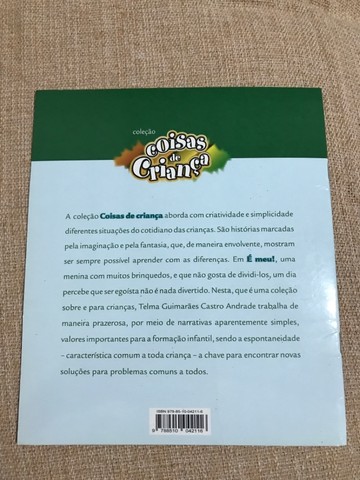 coleção
coisas
de
Criança
A coleção Coisas de criança aborda com criatividade e simplicidade
diferentes situações do cotidiano das crianças. São histórias marcadas
pela imaginação e pela fantasia, que, de maneira envolvente, mostram
ser sempre possível aprender com as diferenças. Em É meu!, uma
menina com muitos brinquedos, e que não gosta de dividi-los, um dia
percebe que ser egoísta não é nada divertido. Nesta, que é uma coleção
sobre e para crianças, Telma Guimarães Castro Andrade trabalha de
maneira prazerosa, por meio de narrativas aparentemente simples,
valores importantes para a formação infantil, sendo a espontaneidade
– característica comum a toda criança – a chave para encontrar novas
soluções para problemas comuns a todos.